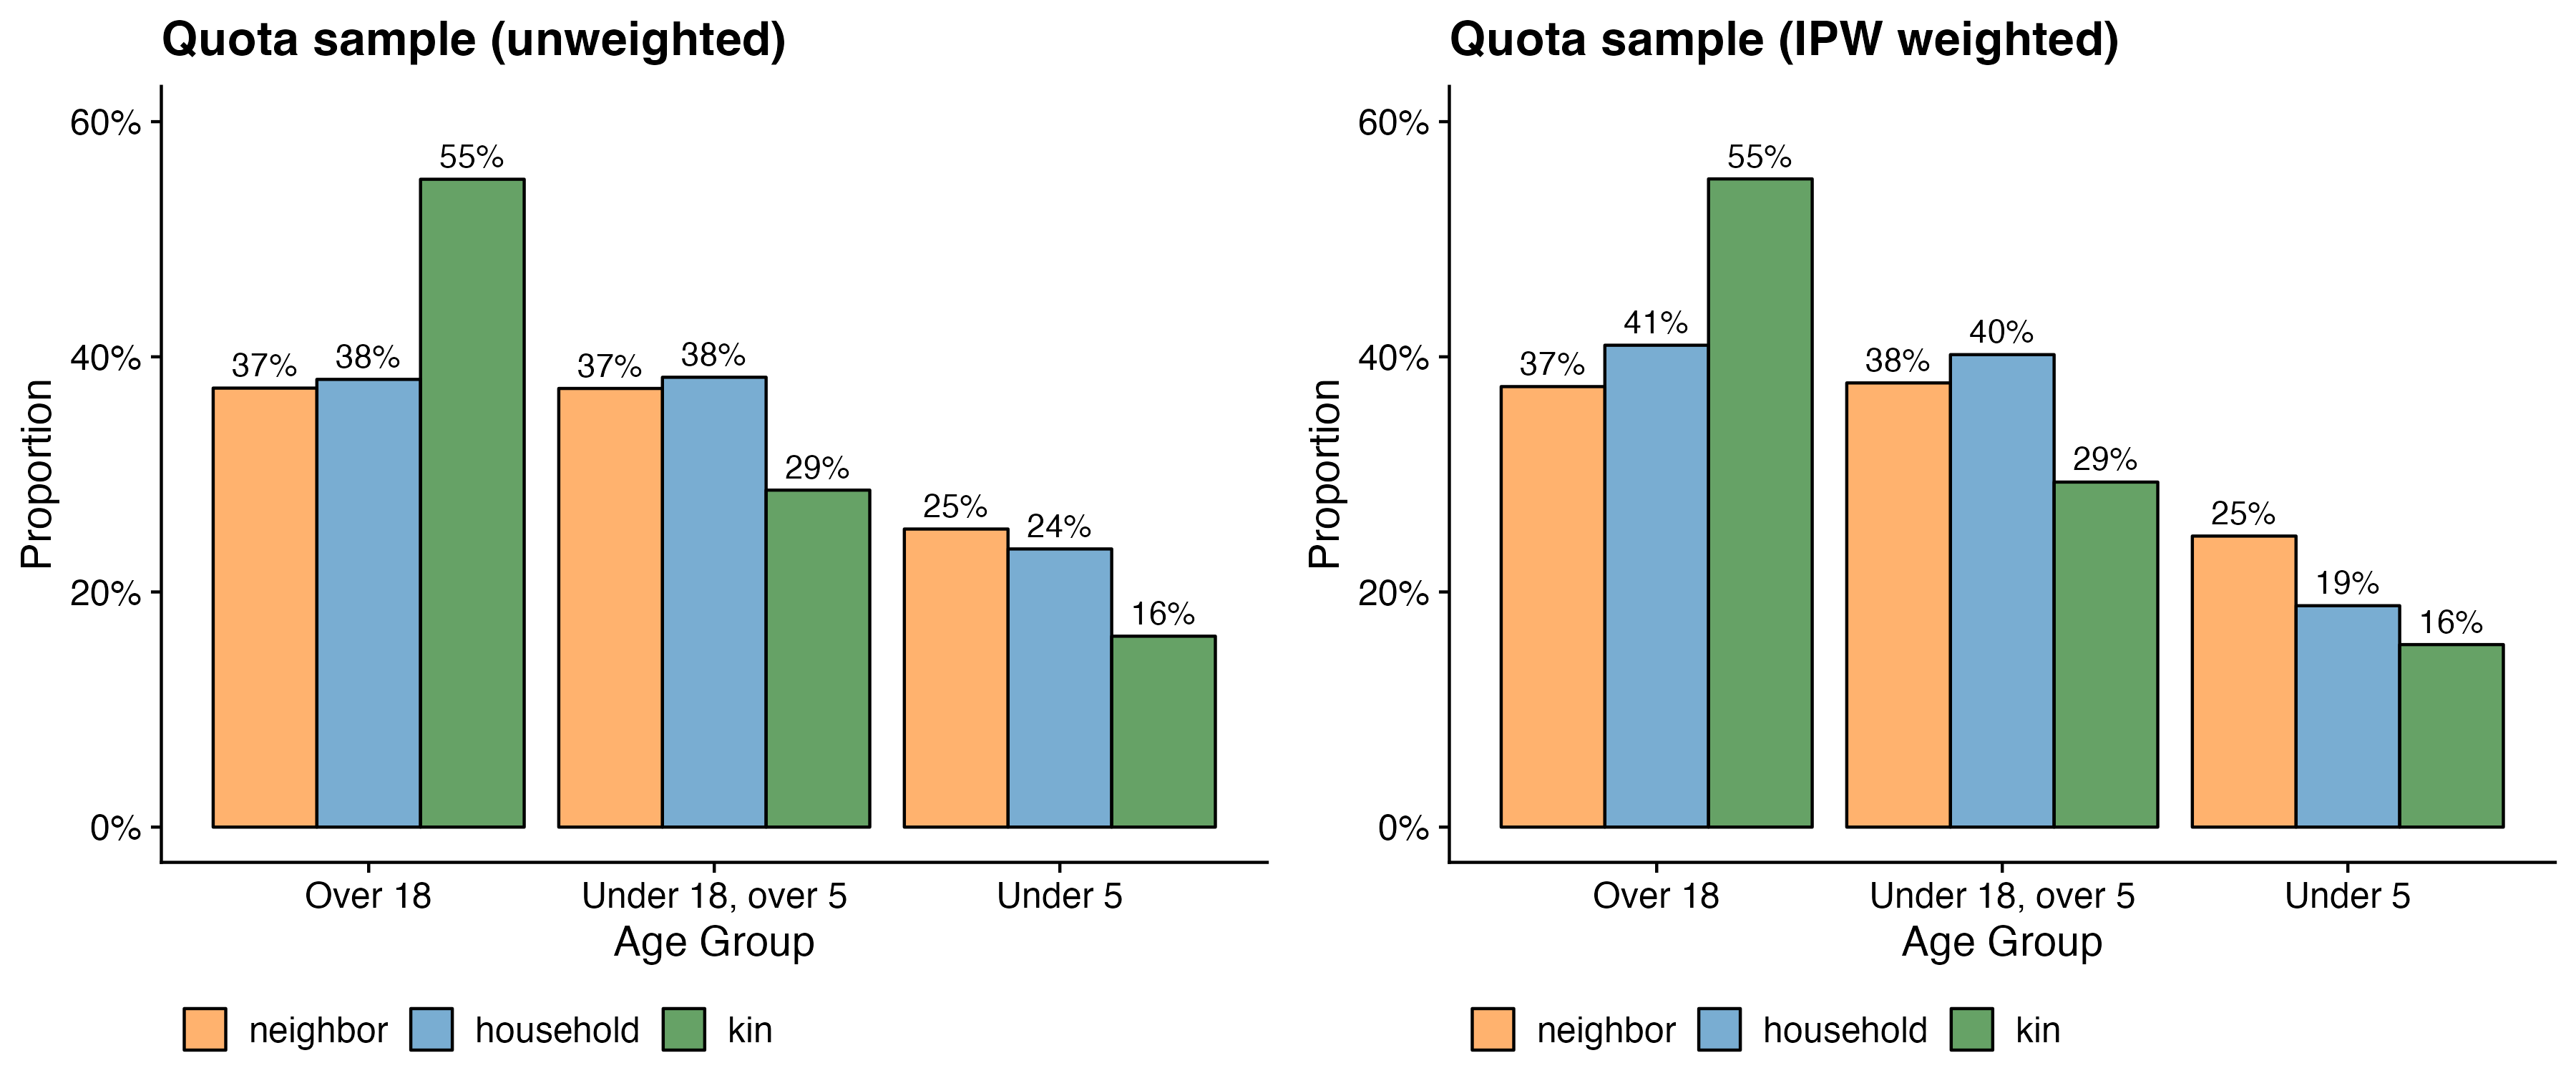 Quota sample (unweighted)
60%
40%
20%
0%
Proportion
37%
38%
55%
37%
38%
29%
25%
24%
16%
Over 18
Under 18, over 5
Under 5
Age Group
neighbor
household
kin
Quota sample (IPW weighted)
60%
40%
20%
0%
Proportion
37%
41%
55%
38%
40%
29%
25%
19%
16%
Over 18
Under 18, over 5
Under 5
Age Group
neighbor
household
kin